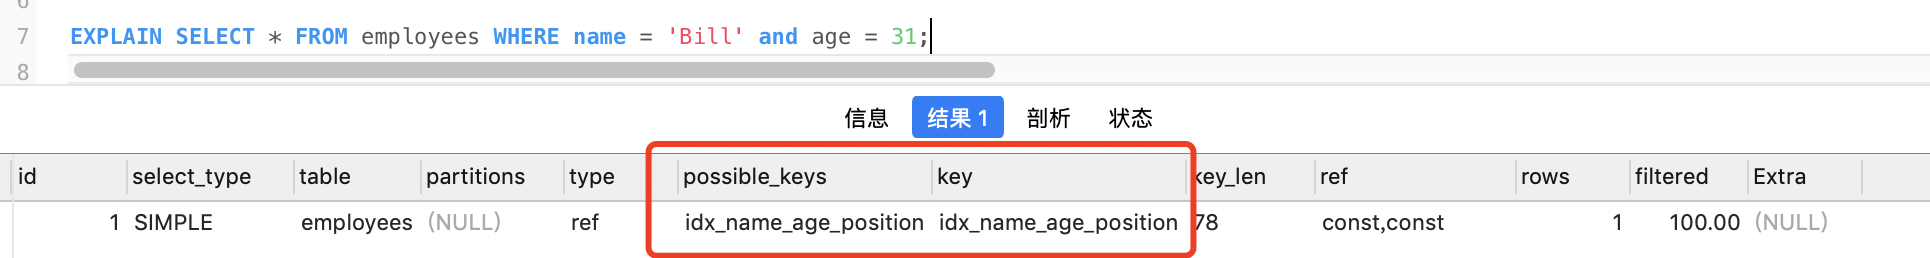 6
7 EXPLAIN SELECT * FROM employees WHERE name = 'Bill' and age = 31;
8
信息 结果 1 剖析 状态
id select_type table partitions type possible_keys key key_len ref rows filtered Extra
1 SIMPLE employees (NULL) ref idx_name_age_position idx_name_age_position 78 const,const 1 100.00 (NULL)